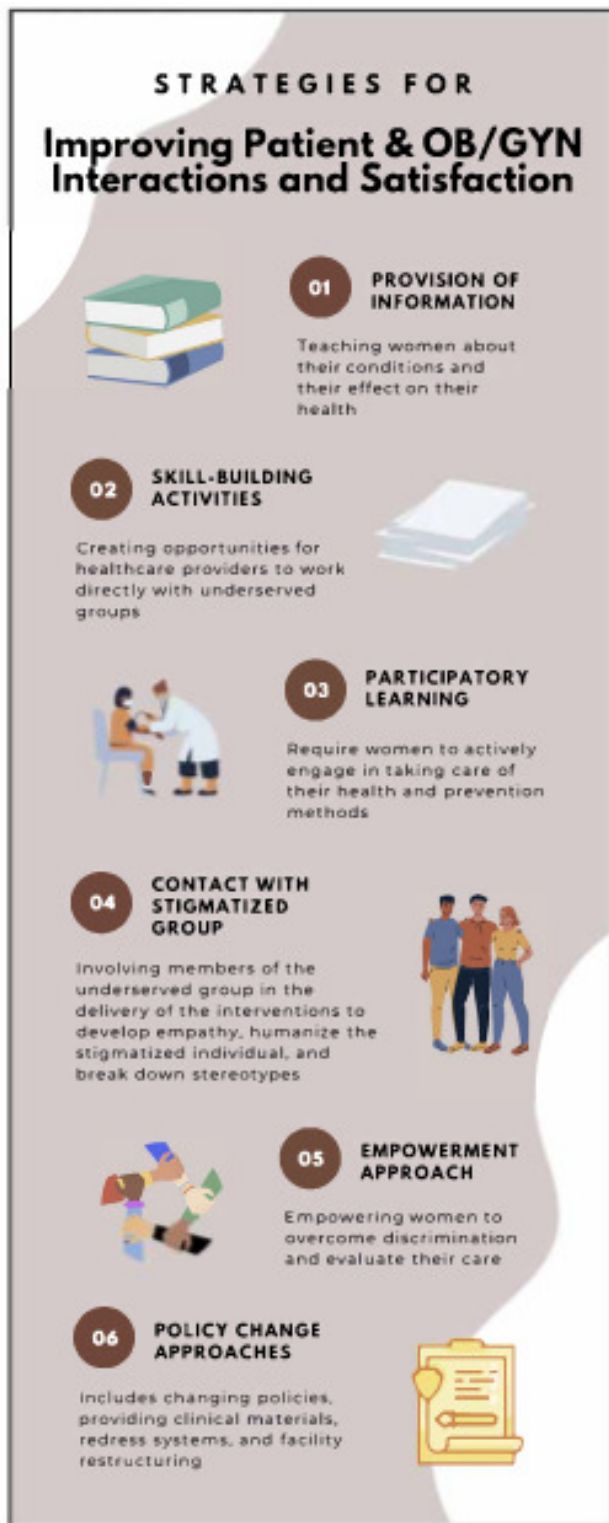 STRATEGIES FOR
Improving Patient & OB/GYN
Interactions and Satisfaction
01
PROVISION OF
INFORMATION
Teaching women about
their conditions and
their effect on their
health
02
SKILL-BUILDING
ACTIVITIES
Creating opportunities for
healthcare providers to work
directly with underserved
groups
03
PARTICIPATORY
LEARNING
Require women to actively
engage in taking care of
their health and prevention
methods
04
CONTACT WITH
STIGMATIZED
GROUP
Involving members of the
underserved group in the
delivery of the interventions to
develop empathy, humanize the
stigmatized individual, and
break down stereotypes
05
EMPOWERMENT
APPROACH
Empowering women to
overcome discrimination
and evaluate their care
06
POLICY CHANGE
APPROACHES
Includes changing policies,
providing clinical materials,
redress systems, and facility
restructuring